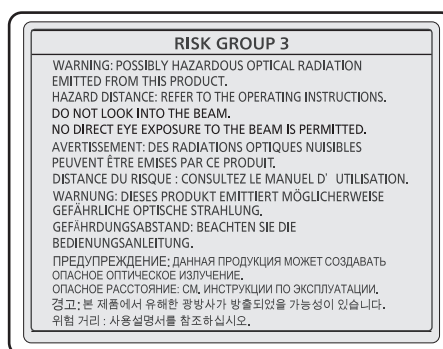 RISK GROUP 3
WARNING: POSSIBLY HAZARDOUS OPTICAL RADIATION
EMITTED FROM THIS PRODUCT.
HAZARD DISTANCE: REFER TO THE OPERATING INSTRUCTIONS.
DO NOT LOOK INTO THE BEAM.
NO DIRECT EYE EXPOSURE TO THE BEAM IS PERMITTED.
AVERTISSEMENT: DES RADIATIONS OPTIQUES NUISIBLES
PEUVENT ÊTRE EMISES PAR CE PRODUIT.
DISTANCE DU RISQUE : CONSULTEZ LE MANUEL D' UTILISATION.
WARNUNG: DIESES PRODUKT EMITTIERT MÖGLICHERWEISE
GEFÄHRLICHE OPTISCHE STRAHLUNG.
GEFÄHRDUNGSABSTAND: BEACHTEN SIE DIE
BEDIENUNGSANLEITUNG.
ПРЕДУПРЕЖДЕНИЕ: ДАННАЯ ПРОДУКЦИЯ МОЖЕТ СОЗДАВАТЬ
ОПАСНОЕ ОПТИЧЕСКОЕ ИЗЛУЧЕНИЕ.
ОПАСНОЕ РАССТОЯНИЕ: СМ. ИНСТРУКЦИИ ПО ЭКСПЛУАТАЦИИ.
경고: 본 제품에서 유해한 광방사가 방출되었을 가능성이 있습니다.
위험 거리 : 사용설명서를 참조하십시오.